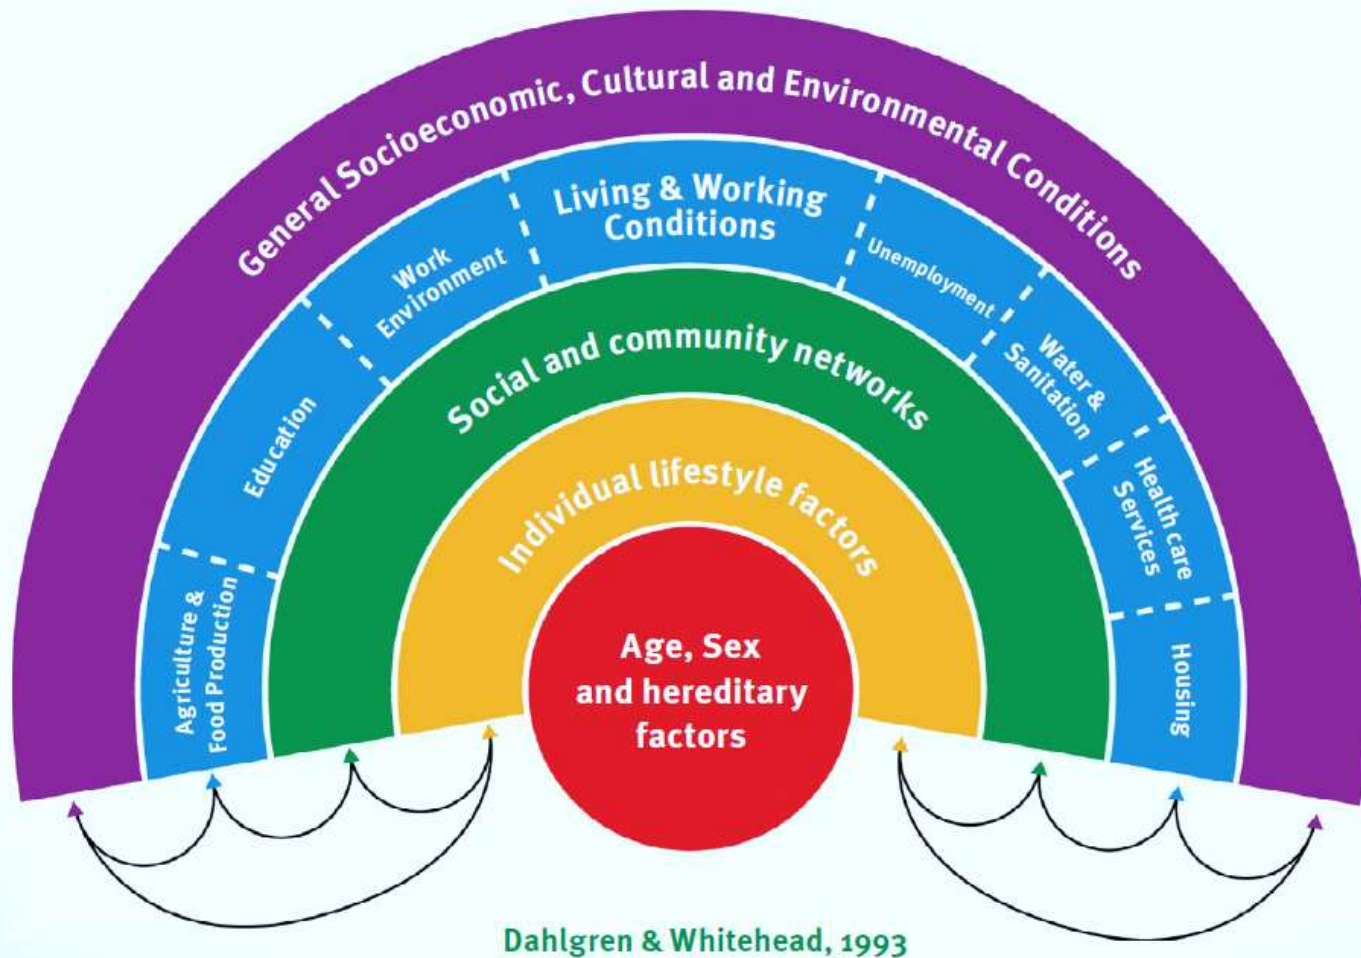 General Socioeconomic, Cultural and Environmental Conditions
Living & Working
Conditions
Work
Environment
Unemployment
Education
Water &
Sanitation
Agriculture &
Food Production
Health care
Services
Housing
Social and community networks
Individual lifestyle factors
Age, Sex
and hereditary
factors
Dahlgren & Whitehead, 1993